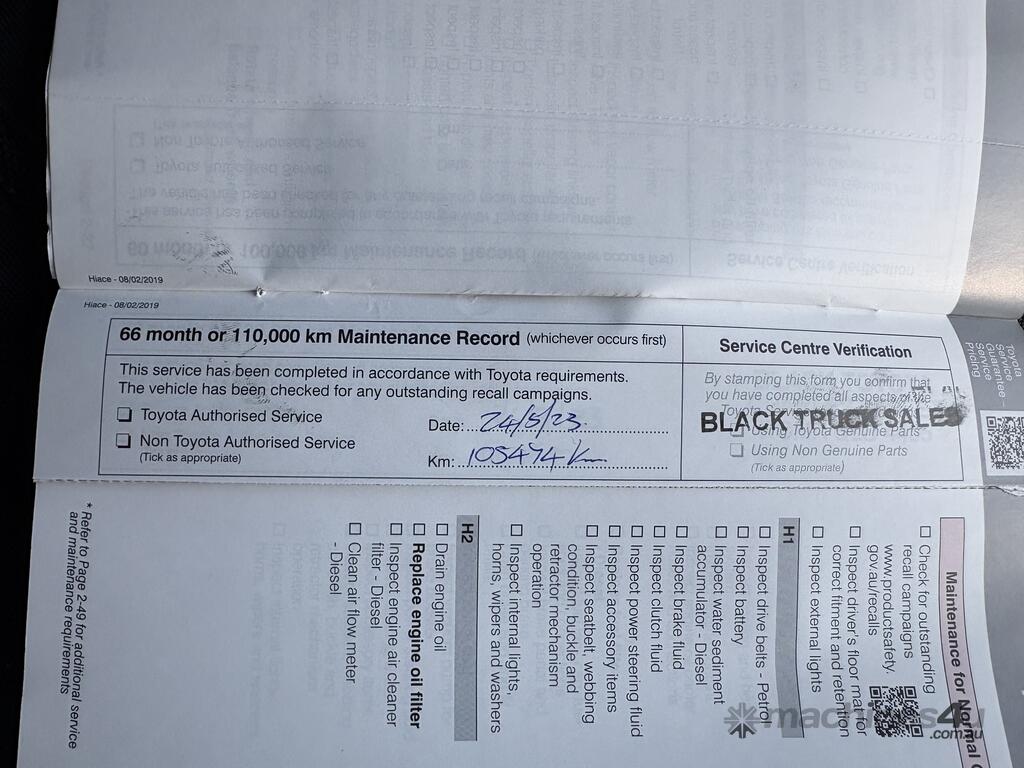 Hiace - 08/02/2019
Hiace - 08/02/2019
66 month or 110,000 km Maintenance Record (whichever occurs first)
This service has been completed in accordance with Toyota requirements.
The vehicle has been checked for any outstanding recall campaigns.
Toyota Authorised Service
Non Toyota Authorised Service
(Tick as appropriate)
Date: 24/5/23
Km: 105474 km
Service Centre Verification
By stamping this form you confirm that
you have completed all aspects of the
Toyota Service
BLACK TRUCK SALES
Using Toyota Genuine Parts
Using Non Genuine Parts
(Tick as appropriate)
Toyota
Service
Guarantee
Pricing
Maintenance for Normal
Check for outstanding
recall campaigns
www.productsafety.
gov.au/recalls
Inspect driver's floor mat for
correct fitment and retention
Inspect external lights
H1
Inspect drive belts - Petrol
Inspect battery
Inspect water sediment
accumulator - Diesel
Inspect brake fluid
Inspect clutch fluid
Inspect power steering fluid
Inspect accessory items
Inspect seatbelt, webbing
condition, buckle and
retractor mechanism
operation
Inspect internal lights,
horns, wipers and washers
H2
Drain engine oil
Replace engine oil filter
Inspect engine air cleaner
filter - Diesel
Clean air flow meter
- Diesel
* Refer to Page 2-49 for additional service
and maintenance requirements
machines4u
.com.au